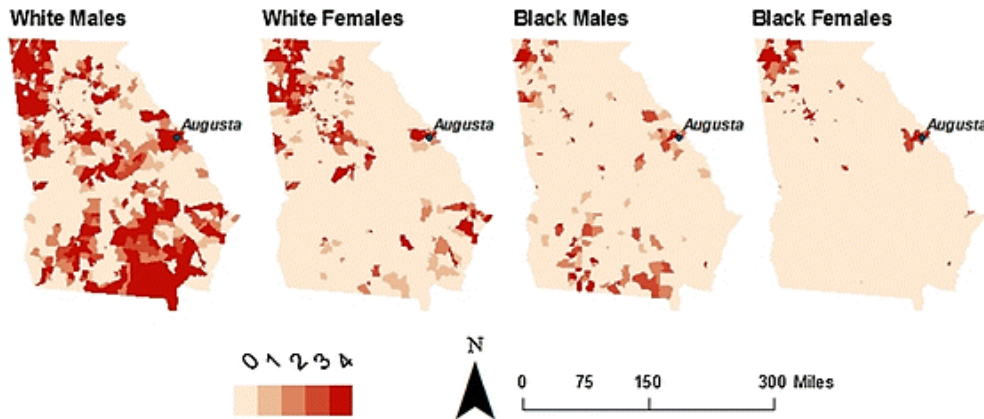 White Males
White Females
Black Males
Black Females
Augusta
Augusta
Augusta
Augusta
0 1 2 3 4
N
0 75 150 300 Miles